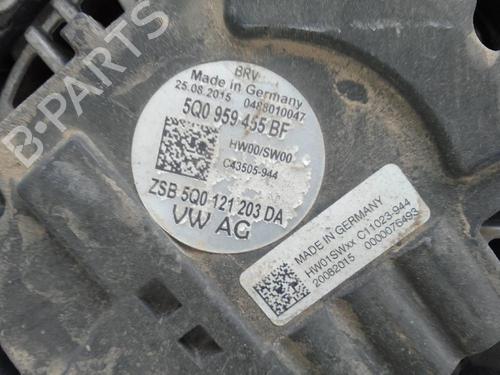 B-PARTS
BRV
Made in Germany
25.08.2015 0488010047
5Q0 959 455 BF
HW00/SW00
C43505-944
ZSB 5Q0 121 203 DA
VW AG
MADE IN GERMANY
HW01SWxx C11023-944
20082015 0000076493